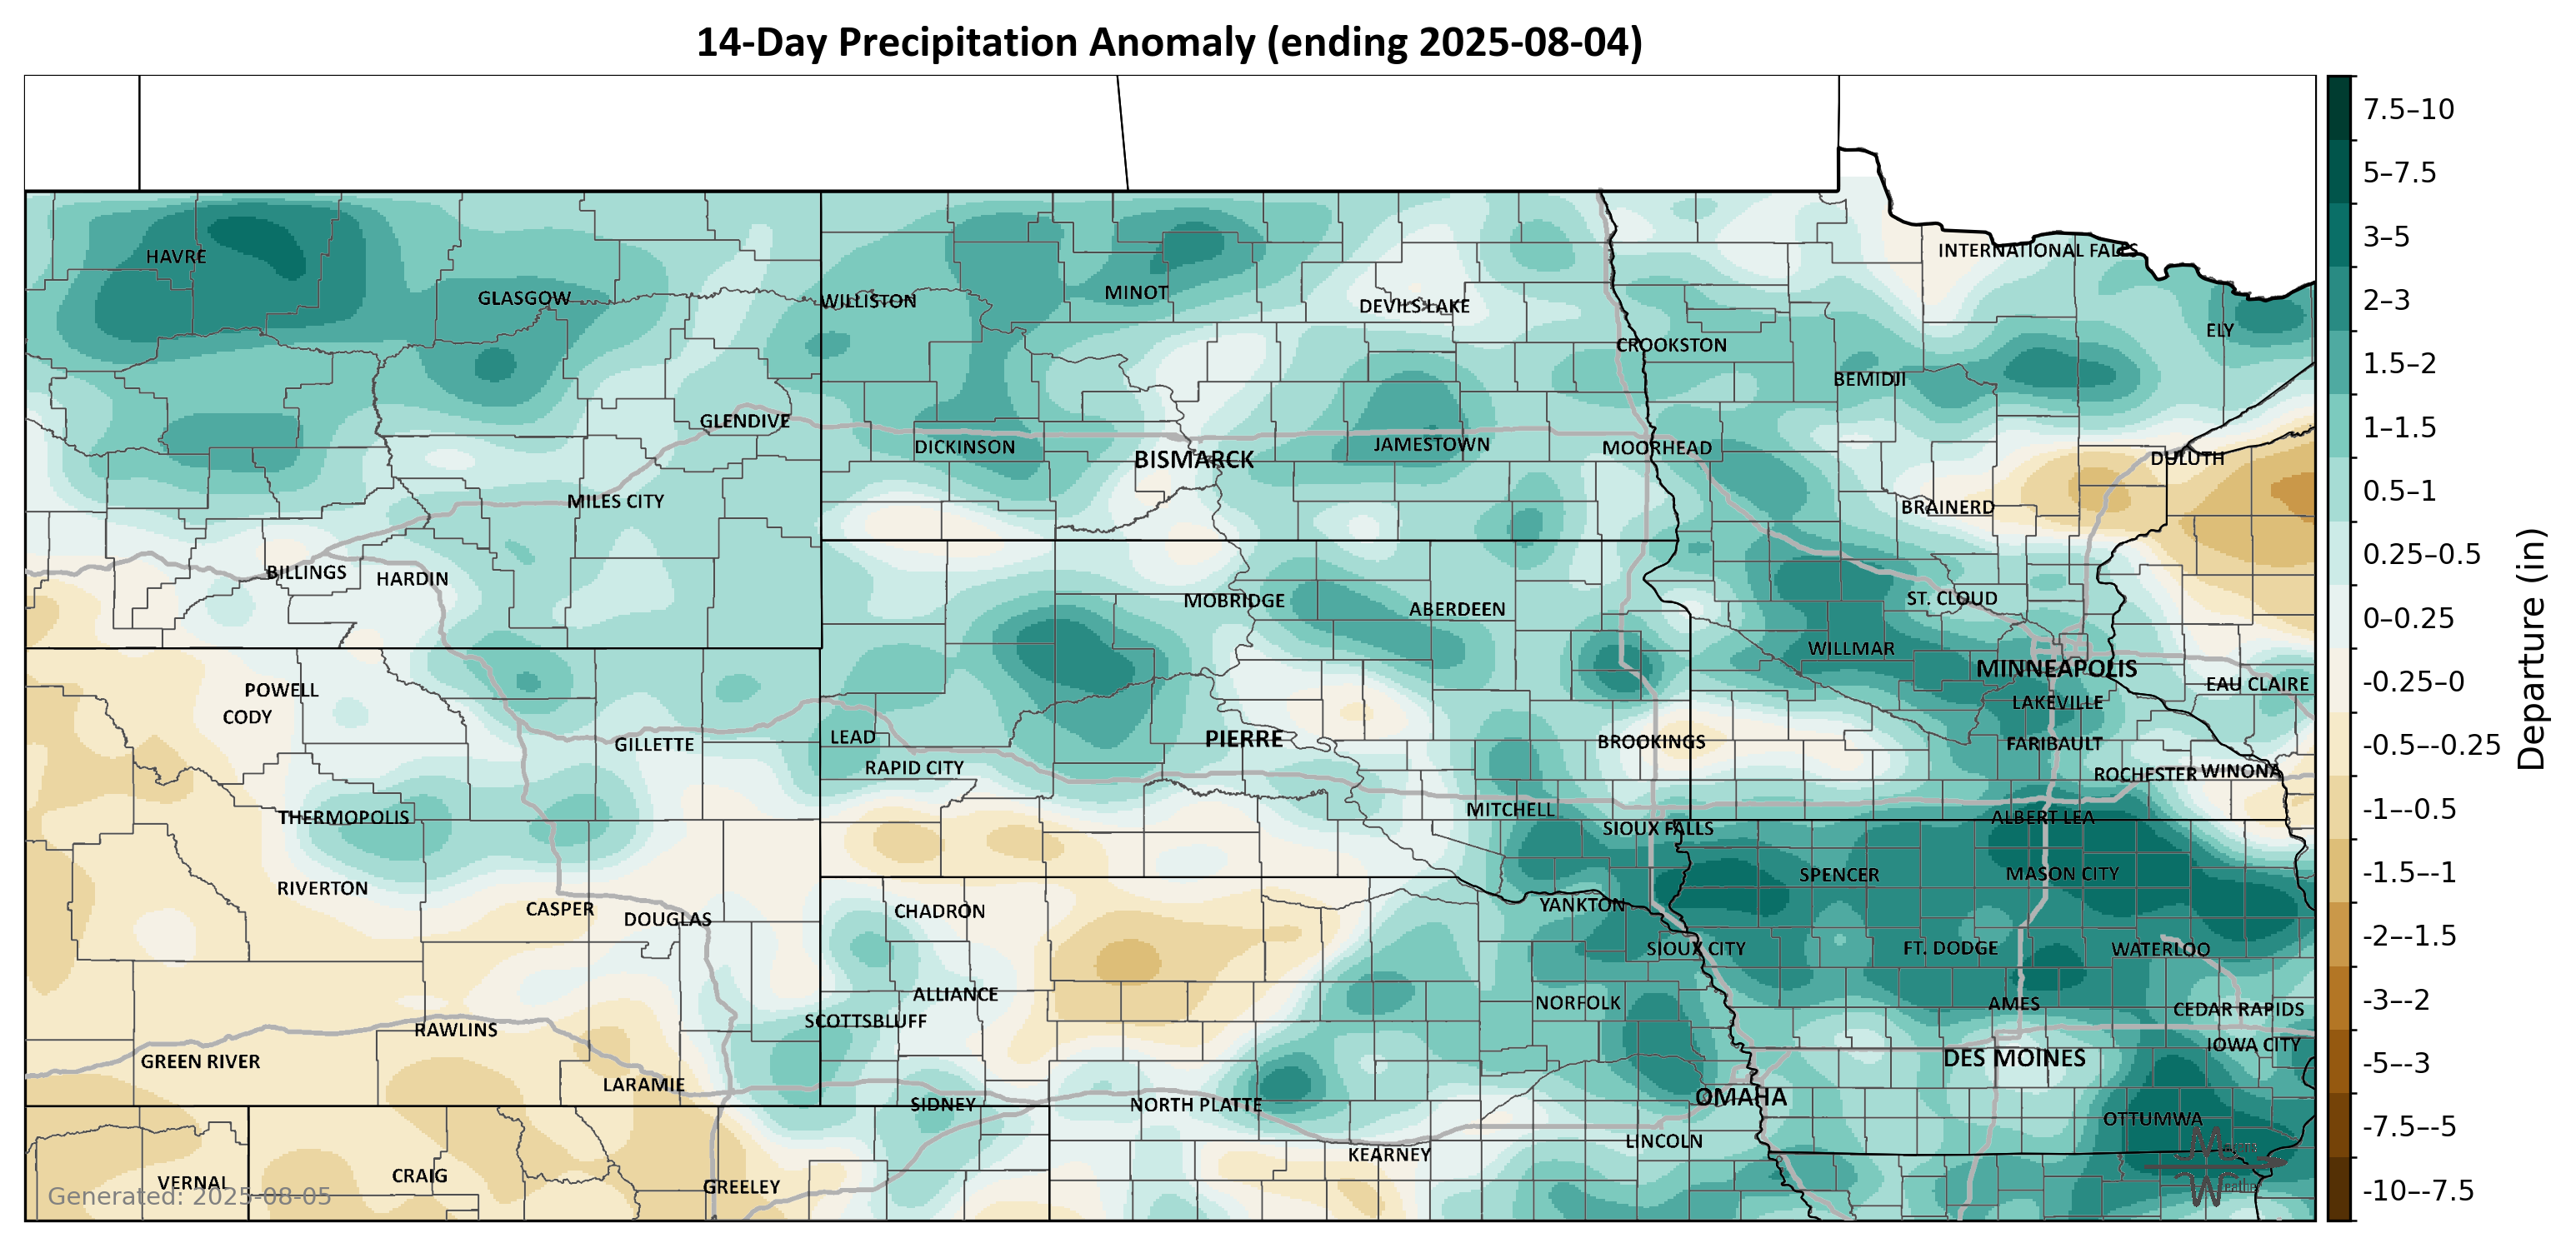 14-Day Precipitation Anomaly (ending 2025-08-04)
7.5–10
5–7.5
3–5
2–3
1.5–2
1–1.5
0.5–1
0.25–0.5
0–0.25
-0.25–0
-0.5–-0.25
-1–-0.5
-1.5–-1
-2–-1.5
-3–-2
-5–-3
-7.5–-5
-10–-7.5
Departure (in)
INTERNATIONAL FALLS
HAVRE
GLASGOW
WILLISTON
MINOT
DEVILS LAKE
ELY
CROOKSTON
BEMIDJI
GLENDIVE
DICKINSON
BISMARCK
JAMESTOWN
MOORHEAD
DULUTH
MILES CITY
BRAINERD
BILLINGS
HARDIN
MOBRIDGE
ABERDEEN
ST. CLOUD
WILLMAR
MINNEAPOLIS
POWELL
CODY
EAU CLAIRE
LAKEVILLE
GILLETTE
LEAD
PIERRE
BROOKINGS
FARIBAULT
RAPID CITY
ROCHESTER
WINONA
THERMOPOLIS
MITCHELL
SIOUX FALLS
ALBERT LEA
RIVERTON
SPENCER
MASON CITY
CASPER
DOUGLAS
CHADRON
YANKTON
SIOUX CITY
FT. DODGE
WATERLOO
ALLIANCE
NORFOLK
AMES
CEDAR RAPIDS
SCOTTSBLUFF
RAWLINS
GREEN RIVER
DES MOINES
IOWA CITY
LARAMIE
SIDNEY
NORTH PLATTE
OMAHA
OTTUMWA
KEARNEY
LINCOLN
VERNAL
CRAIG
GREELEY
Generated: 2025-08-05